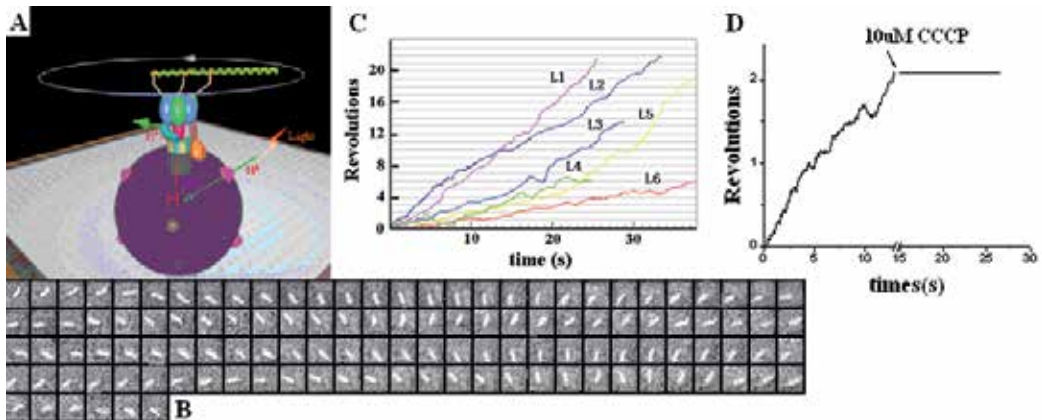 A
Light
H⁺
C
Revolutions
20
16
12
8
4
0
L1
L2
L3
L4
L5
L6
10
20
30
time (s)
D
10uM CCCP
Revolutions
2
1
0
0
5
10
15
20
25
30
times(s)
B